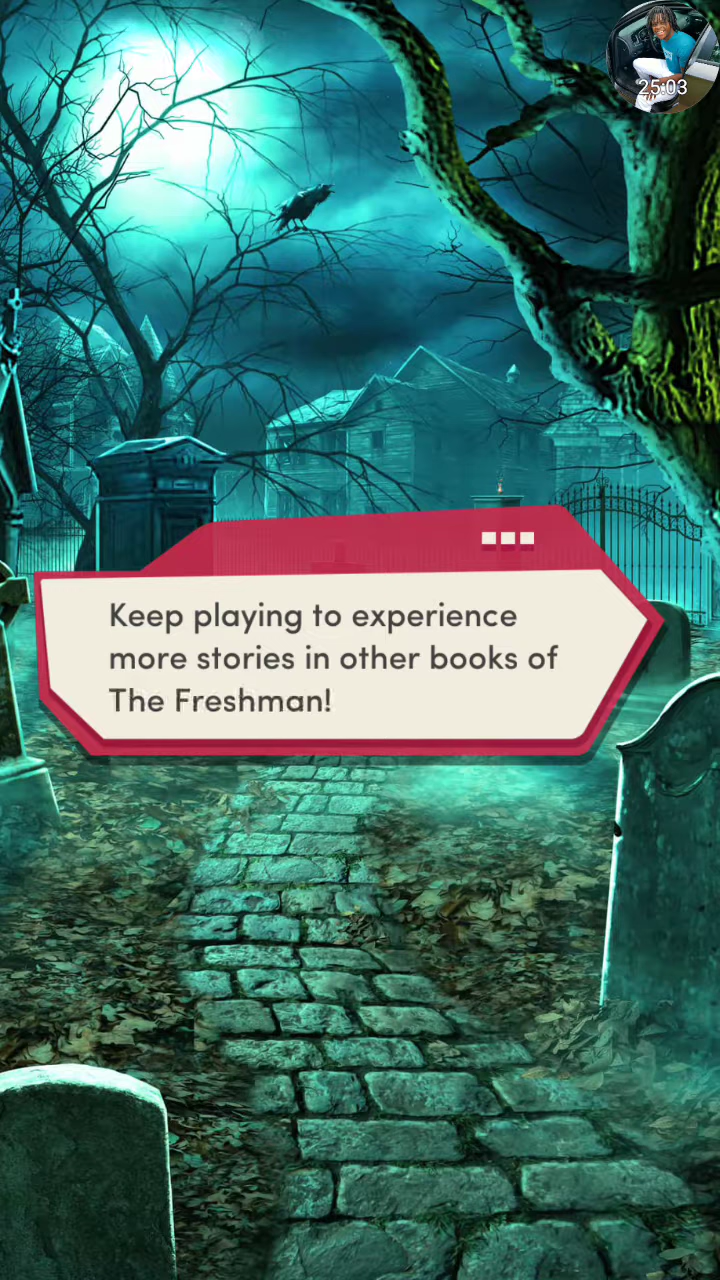 25:03
Keep playing to experience
more stories in other books of
The Freshman!